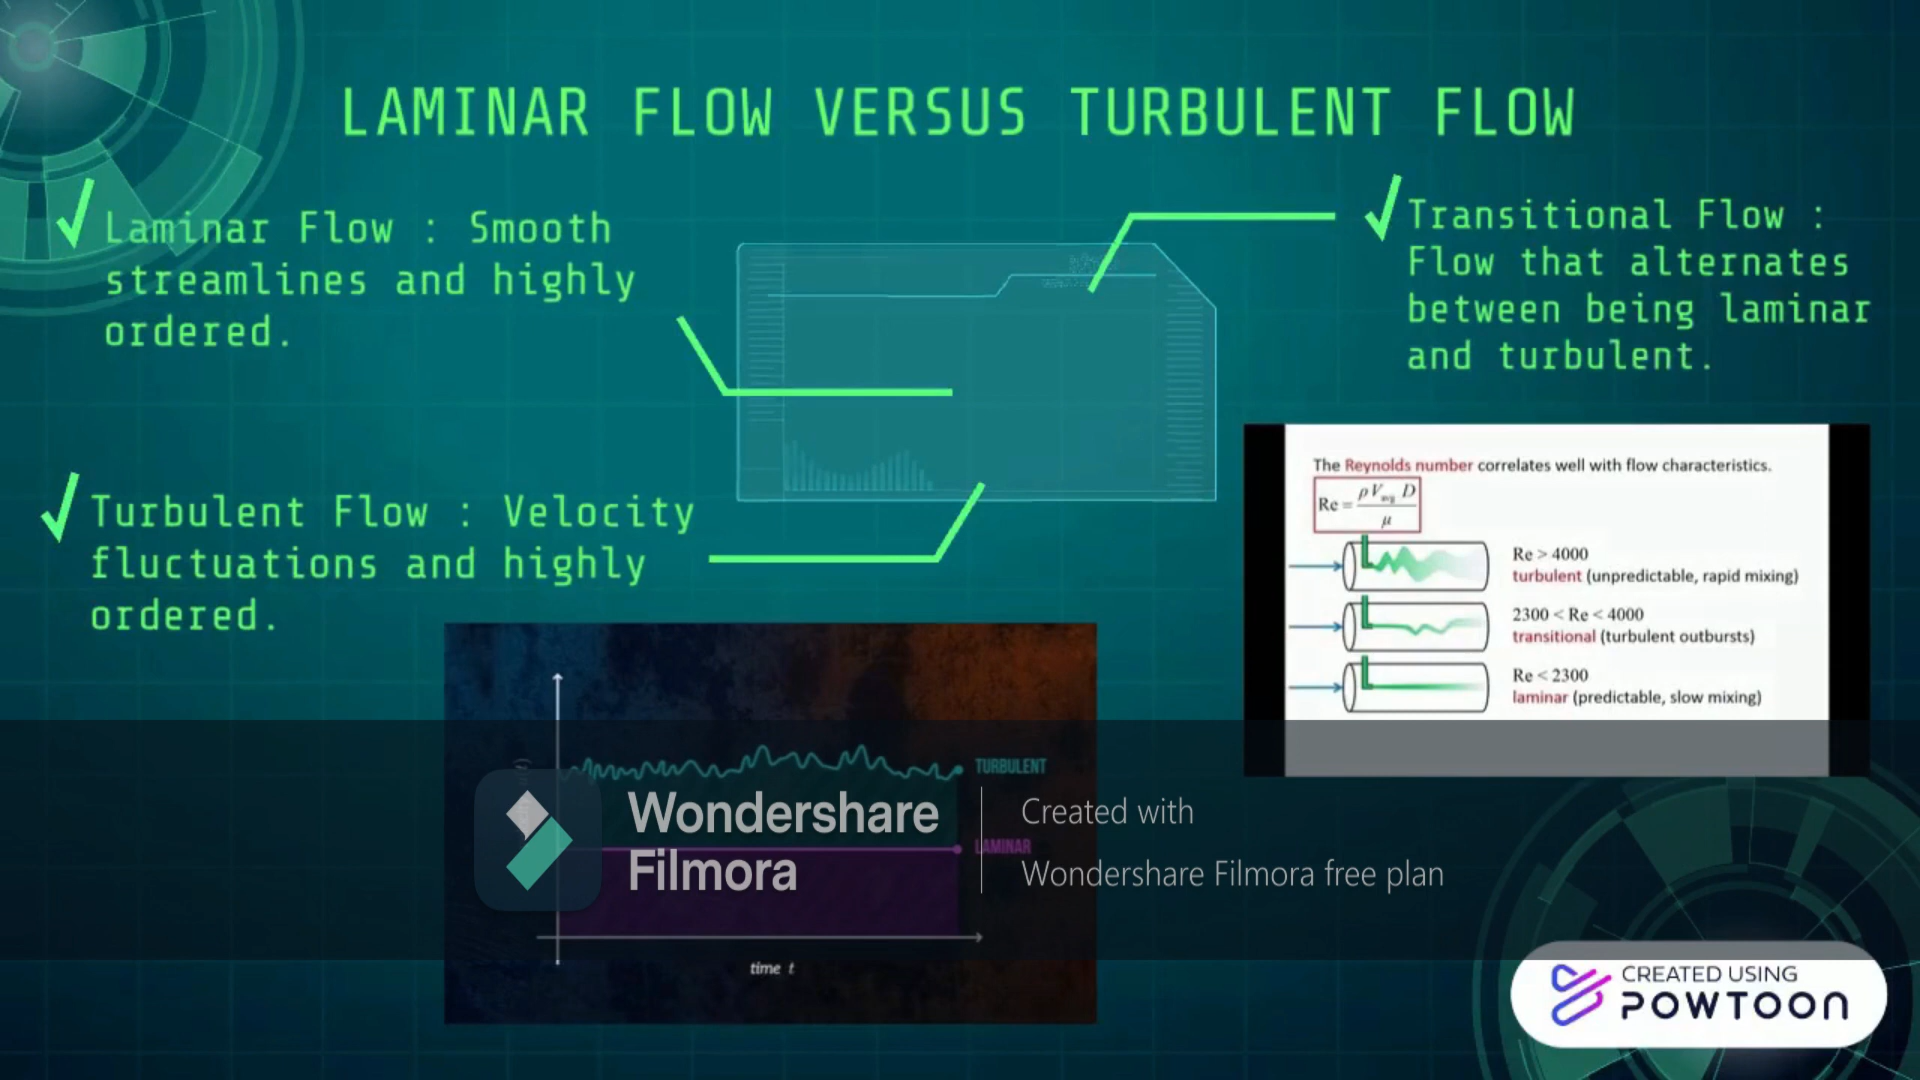 LAMINAR FLOW VERSUS TURBULENT FLOW
Laminar Flow : Smooth
streamlines and highly
ordered.
Transitional Flow :
Flow that alternates
between being laminar
and turbulent.
Turbulent Flow : Velocity
fluctuations and highly
ordered.
The Reynolds number correlates well with flow characteristics.
Re = ρ V_avg D / μ
Re > 4000
turbulent (unpredictable, rapid mixing)
2300 < Re < 4000
transitional (turbulent outbursts)
Re < 2300
laminar (predictable, slow mixing)
TURBULENT
LAMINAR
time t
Wondershare
Filmora
Created with
Wondershare Filmora free plan
CREATED USING
POWTOON